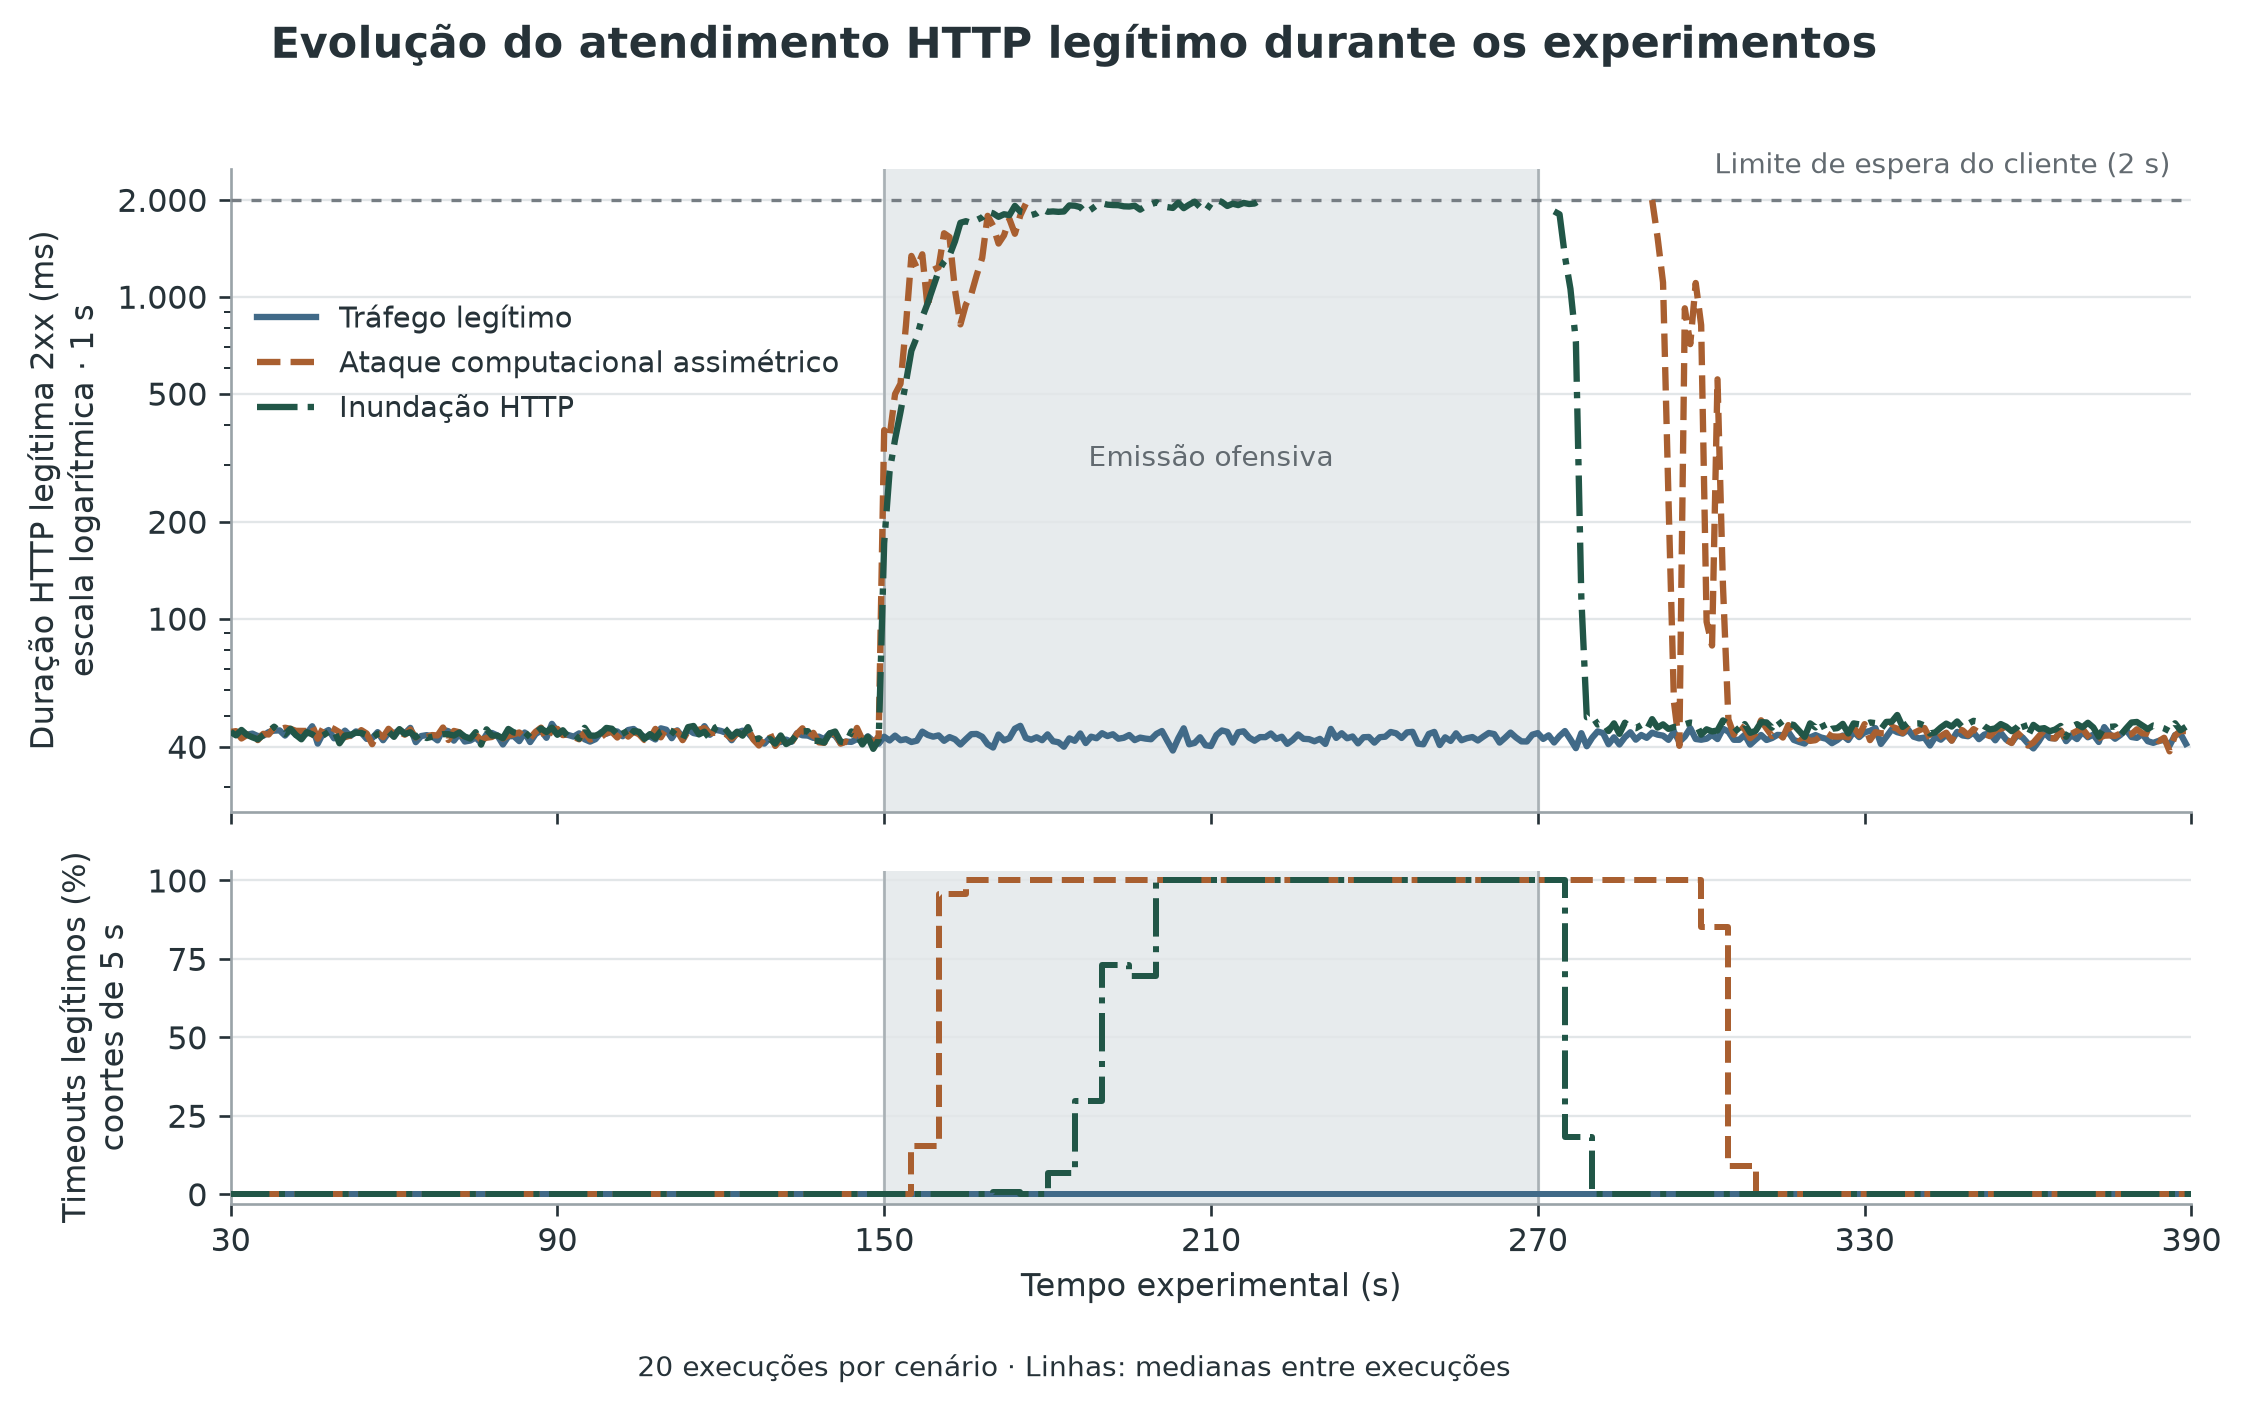 Evolução do atendimento HTTP legítimo durante os experimentos
Limite de espera do cliente (2 s)
Duração HTTP legítima 2xx (ms)
escala logarítmica · 1 s
2.000
1.000
500
200
100
40
Tráfego legítimo
Ataque computacional assimétrico
Inundação HTTP
Emissão ofensiva
Timeouts legítimos (%)
coortes de 5 s
100
75
50
25
0
30 90 150 210 270 330 390
Tempo experimental (s)
20 execuções por cenário · Linhas: medianas entre execuções